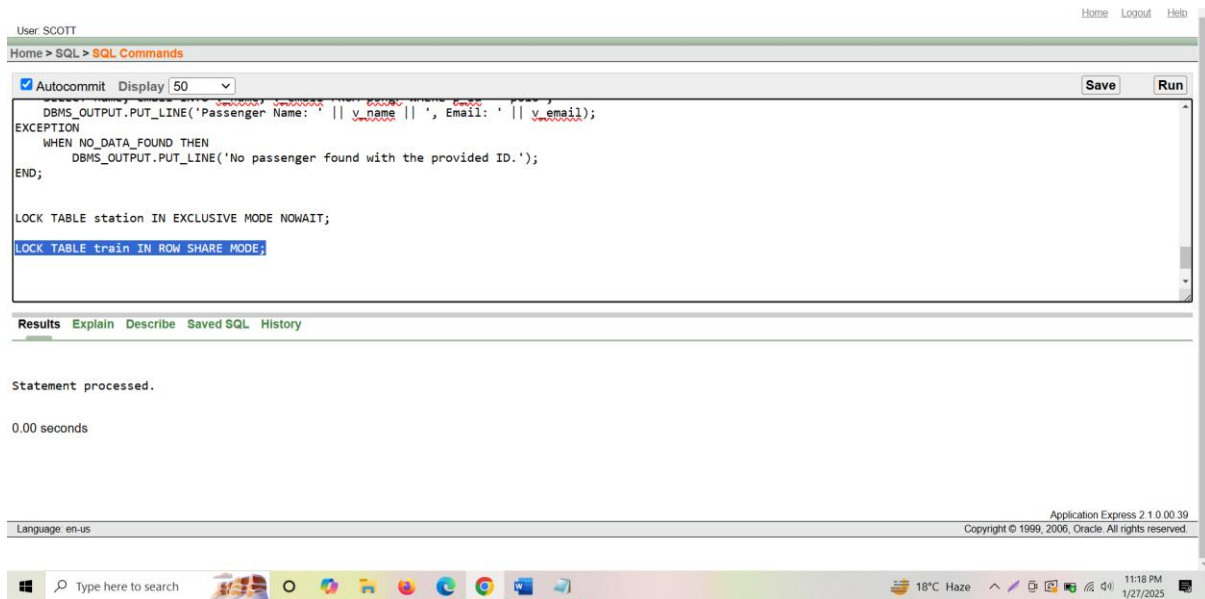 Home Logout Help
User: SCOTT
Home > SQL > SQL Commands
Autocommit Display 50 Save Run
DBMS_OUTPUT.PUT_LINE('Passenger Name: ' || v_name || ', Email: ' || v_email);
EXCEPTION
WHEN NO_DATA_FOUND THEN
DBMS_OUTPUT.PUT_LINE('No passenger found with the provided ID.');
END;
LOCK TABLE station IN EXCLUSIVE MODE NOWAIT;
LOCK TABLE train IN ROW SHARE MODE;
Results Explain Describe Saved SQL History
Statement processed.
0.00 seconds
Application Express 2.1.0.00.39
Language: en-us Copyright © 1999, 2006, Oracle. All rights reserved.
Type here to search 18°C Haze 11:18 PM
1/27/2025